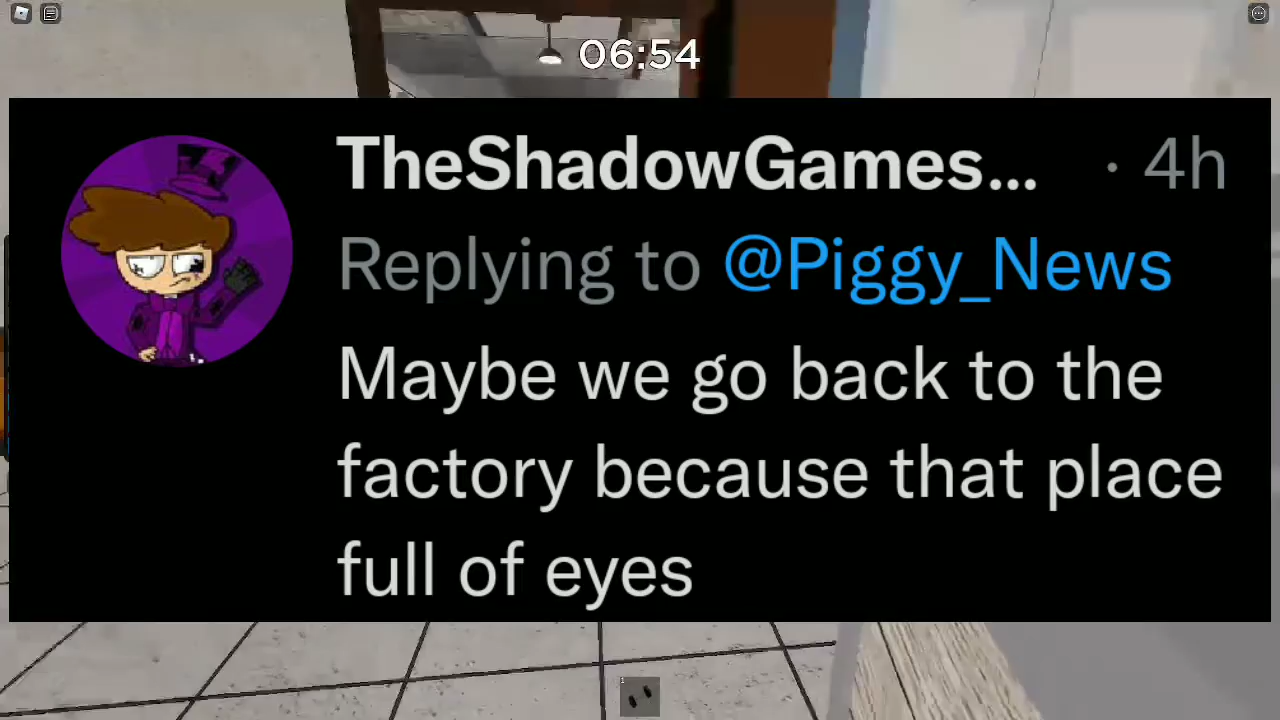 06:54
TheShadowGames... · 4h
Replying to @Piggy_News
Maybe we go back to the
factory because that place
full of eyes
1